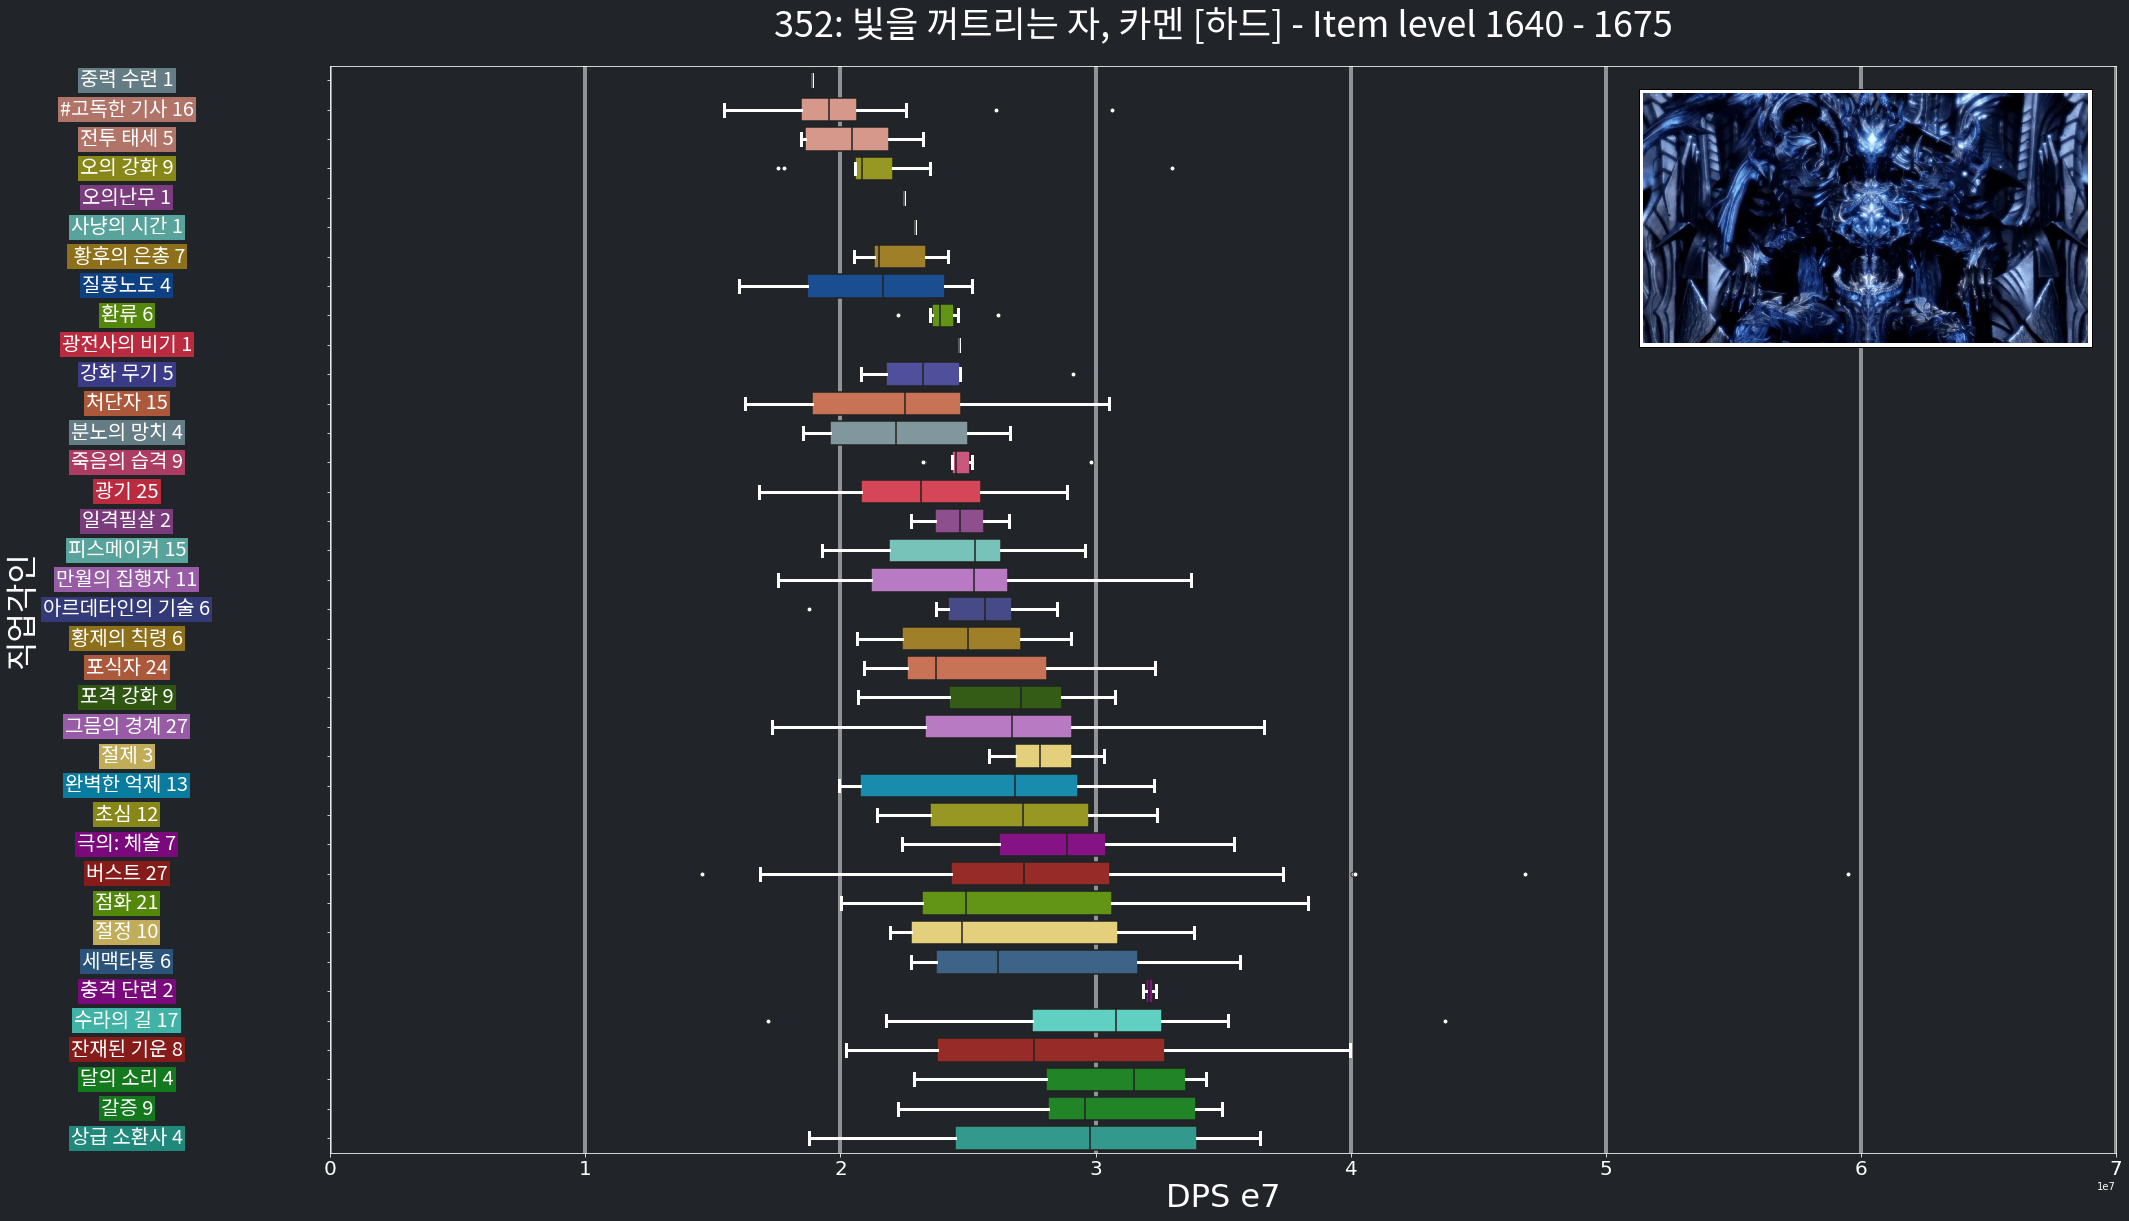 352: 빛을 꺼트리는 자, 카멘 [하드] - Item level 1640 - 1675
직업각인
중력 수련 1
#고독한 기사 16
전투 태세 5
오의 강화 9
오의난무 1
사냥의 시간 1
황후의 은총 7
질풍노도 4
환류 6
광전사의 비기 1
강화 무기 5
처단자 15
분노의 망치 4
죽음의 습격 9
광기 25
일격필살 2
피스메이커 15
만월의 집행자 11
아르데타인의 기술 6
황제의 칙령 6
포식자 24
포격 강화 9
그믐의 경계 27
절제 3
완벽한 억제 13
초심 12
극의: 체술 7
버스트 27
점화 21
절정 10
세맥타통 6
충격 단련 2
수라의 길 17
잔재된 기운 8
달의 소리 4
갈증 9
상급 소환사 4
0 1 2 3 4 5 6 7
1e7
DPS e7